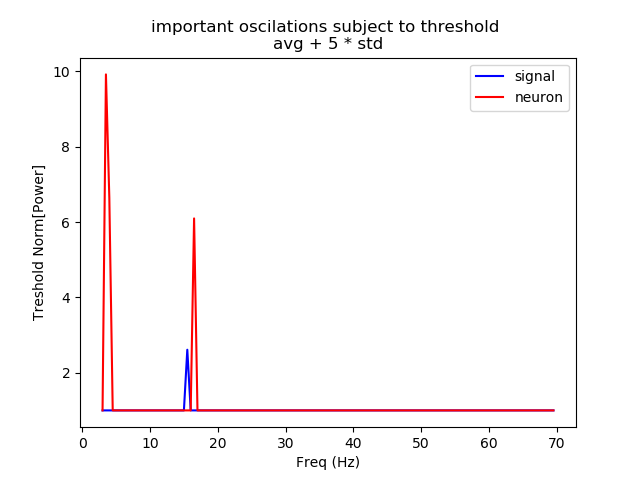 important oscilations subject to threshold
avg + 5 * std
signal
neuron
Treshold Norm[Power]
10
8
6
4
2
0
10
20
30
40
50
60
70
Freq (Hz)